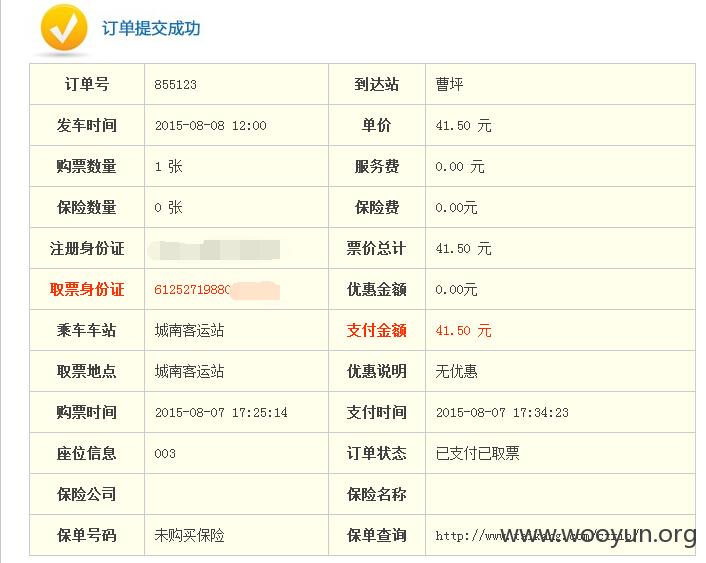 订单提交成功
订单号 855123 到达站 曹坪
发车时间 2015-08-08 12:00 单价 41.50 元
购票数量 1 张 服务费 0.00 元
保险数量 0 张 保险费 0.00元
注册身份证 票价总计 41.50 元
取票身份证 61252719880 优惠金额 0.00元
乘车车站 城南客运站 支付金额 41.50 元
取票地点 城南客运站 优惠说明 无优惠
购票时间 2015-08-07 17:25:14 支付时间 2015-08-07 17:34:23
座位信息 003 订单状态 已支付已取票
保险公司 保险名称
保单号码 未购买保险 保单查询 http://www.
www.wooyun.org